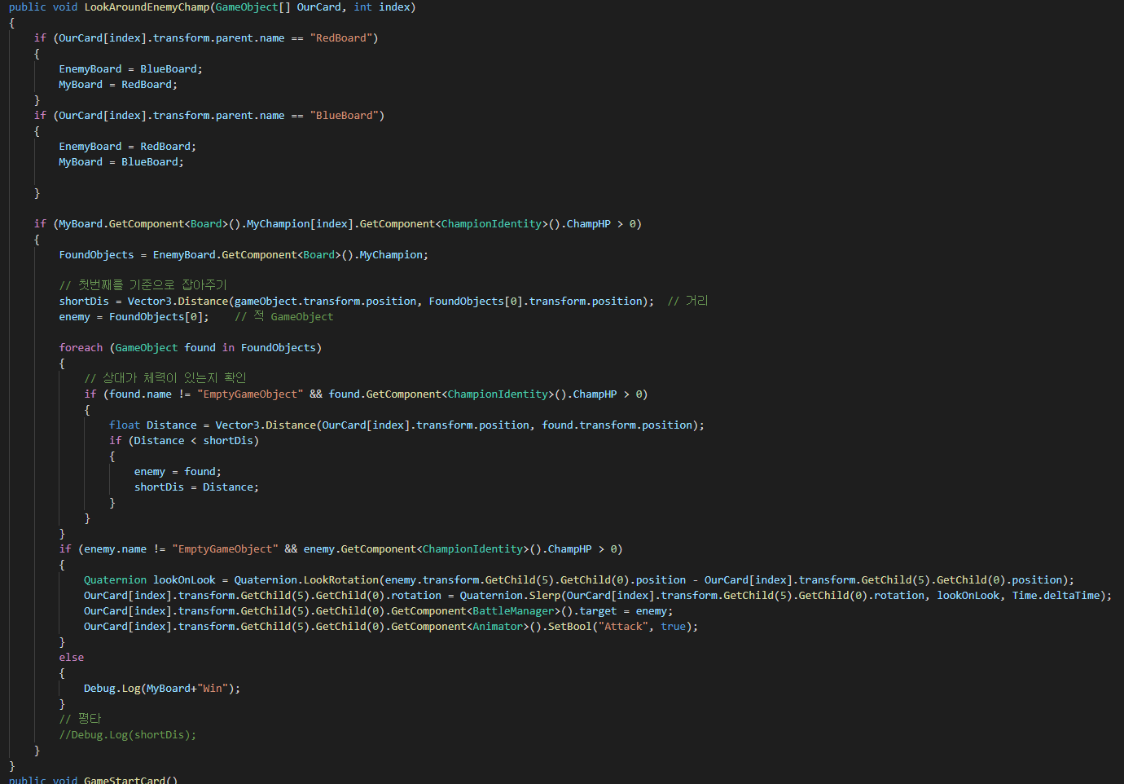 public void LookAroundEnemyChamp(GameObject[] OurCard, int index)
{
    if (OurCard[index].transform.parent.name == "RedBoard")
    {
        EnemyBoard = BlueBoard;
        MyBoard = RedBoard;
    }
    if (OurCard[index].transform.parent.name == "BlueBoard")
    {
        EnemyBoard = RedBoard;
        MyBoard = BlueBoard;

    }

    if (MyBoard.GetComponent<Board>().MyChampion[index].GetComponent<ChampionIdentity>().ChampHP > 0)
    {
        FoundObjects = EnemyBoard.GetComponent<Board>().MyChampion;

        // 첫번째를 기준으로 잡아주기
        shortDis = Vector3.Distance(gameObject.transform.position, FoundObjects[0].transform.position);  // 거리
        enemy = FoundObjects[0];    // 적 GameObject

        foreach (GameObject found in FoundObjects)
        {
            // 상대가 체력이 있는지 확인
            if (found.name != "EmptyGameObject" && found.GetComponent<ChampionIdentity>().ChampHP > 0)
            {
                float Distance = Vector3.Distance(OurCard[index].transform.position, found.transform.position);
                if (Distance < shortDis)
                {
                    enemy = found;
                    shortDis = Distance;
                }
            }
        }
        if (enemy.name != "EmptyGameObject" && enemy.GetComponent<ChampionIdentity>().ChampHP > 0)
        {
            Quaternion lookOnLook = Quaternion.LookRotation(enemy.transform.GetChild(5).GetChild(0).position - OurCard[index].transform.GetChild(5).GetChild(0).position);
            OurCard[index].transform.GetChild(5).GetChild(0).rotation = Quaternion.Slerp(OurCard[index].transform.GetChild(5).GetChild(0).rotation, lookOnLook, Time.deltaTime);
            OurCard[index].transform.GetChild(5).GetChild(0).GetComponent<BattleManager>().target = enemy;
            OurCard[index].transform.GetChild(5).GetChild(0).GetComponent<Animator>().SetBool("Attack", true);
        }
        else
        {
            Debug.Log(MyBoard+"Win");
        }
        // 평타
        //Debug.Log(shortDis);
    }
}
public void GameStartCard()